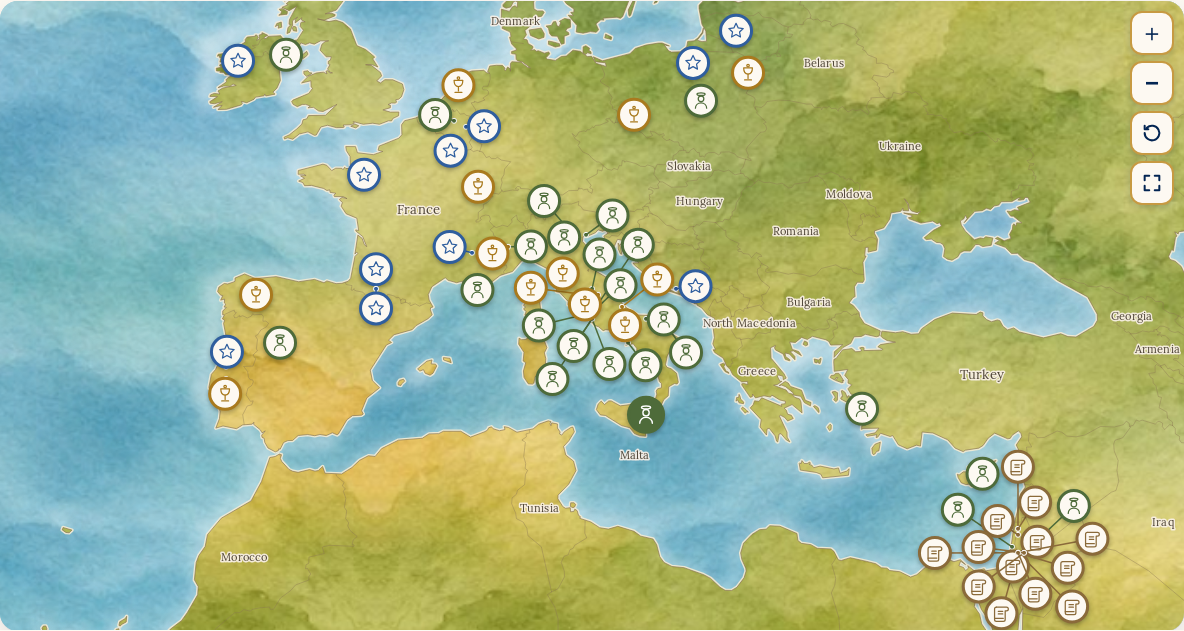 Denmark
Belarus
Ukraine
Slovakia
Moldova
Hungary
France
Romania
Bulgaria
Georgia
North Macedonia
Armenia
Greece
Turkey
Malta
Tunisia
Iraq
Morocco